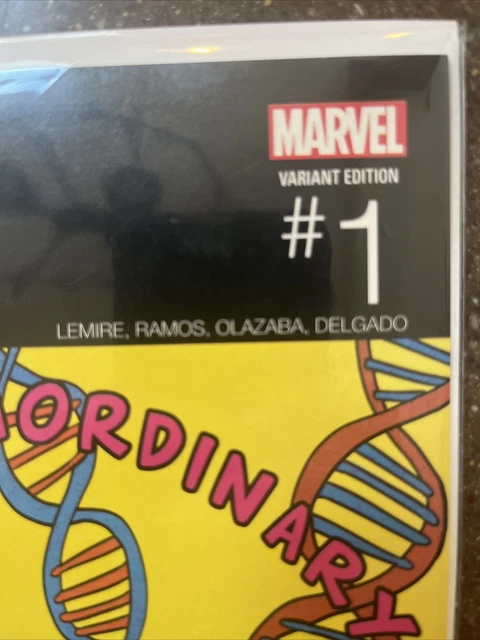 MARVEL
VARIANT EDITION
#1
LEMIRE, RAMOS, OLAZABA, DELGADO
ORDINARY